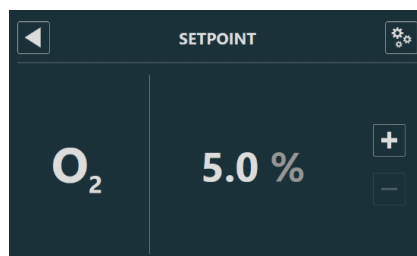 SETPOINT
O₂
5.0 %
+
−